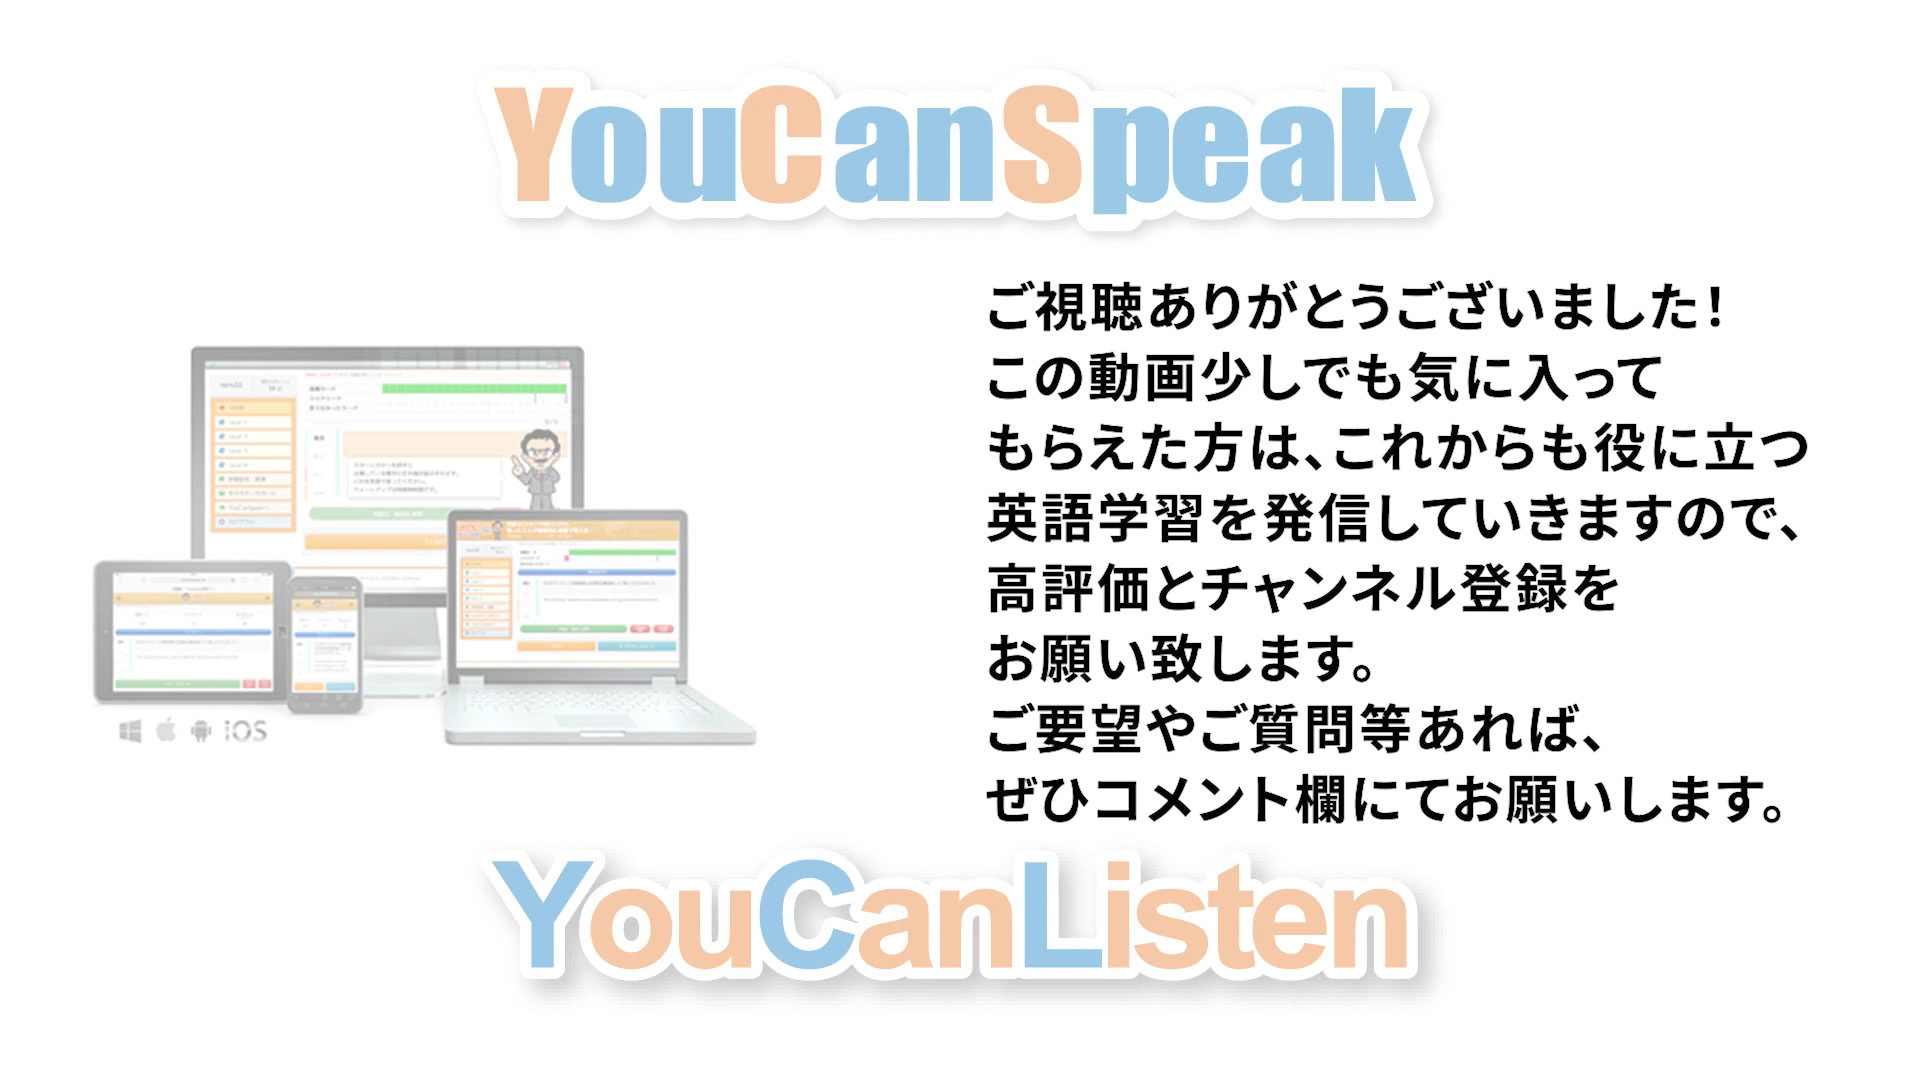 YouCanSpeak
ご視聴ありがとうございました!
この動画少しでも気に入って
もらえた方は、これからも役に立つ
英語学習を発信していきますので、
高評価とチャンネル登録を
お願い致します。
ご要望やご質問等あれば、
ぜひコメント欄にてお願いします。
iOS
YouCanListen